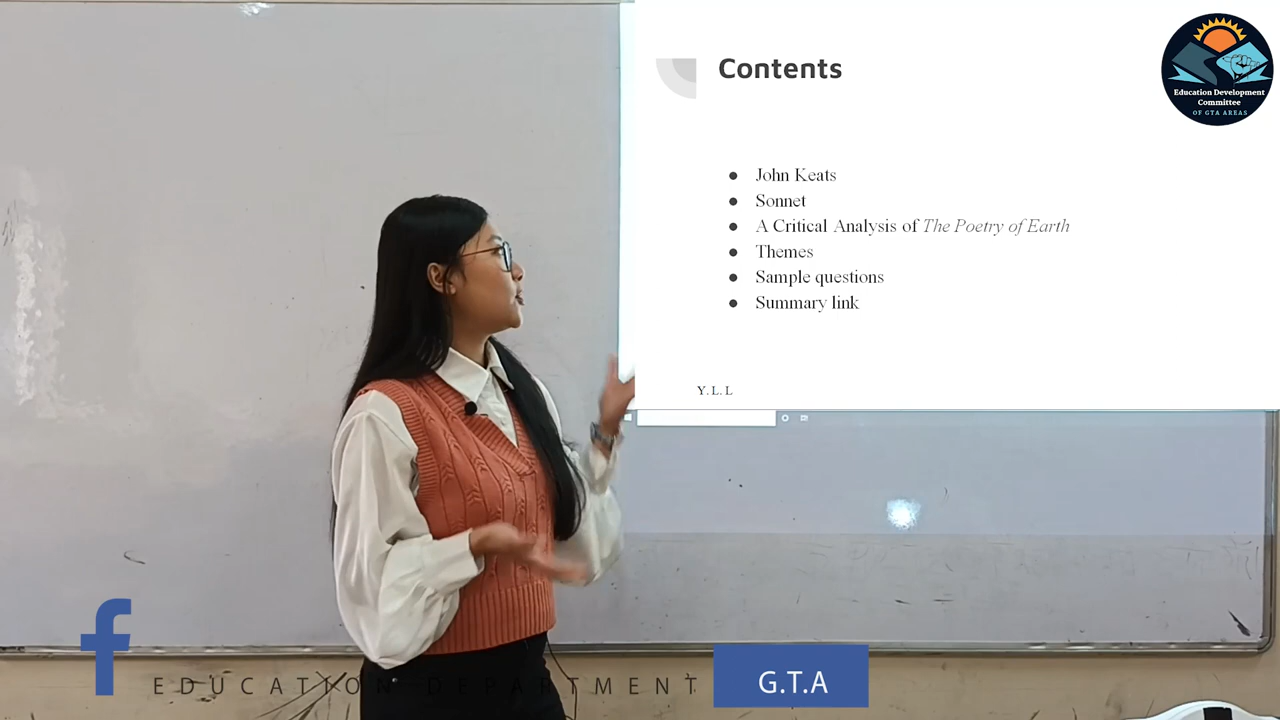 Contents
Education Development
Committee
OF GTA AREAS
● John Keats
● Sonnet
● A Critical Analysis of The Poetry of Earth
● Themes
● Sample questions
● Summary link
Y.L.L
f
EDUCATION DEPARTMENT
G.T.A